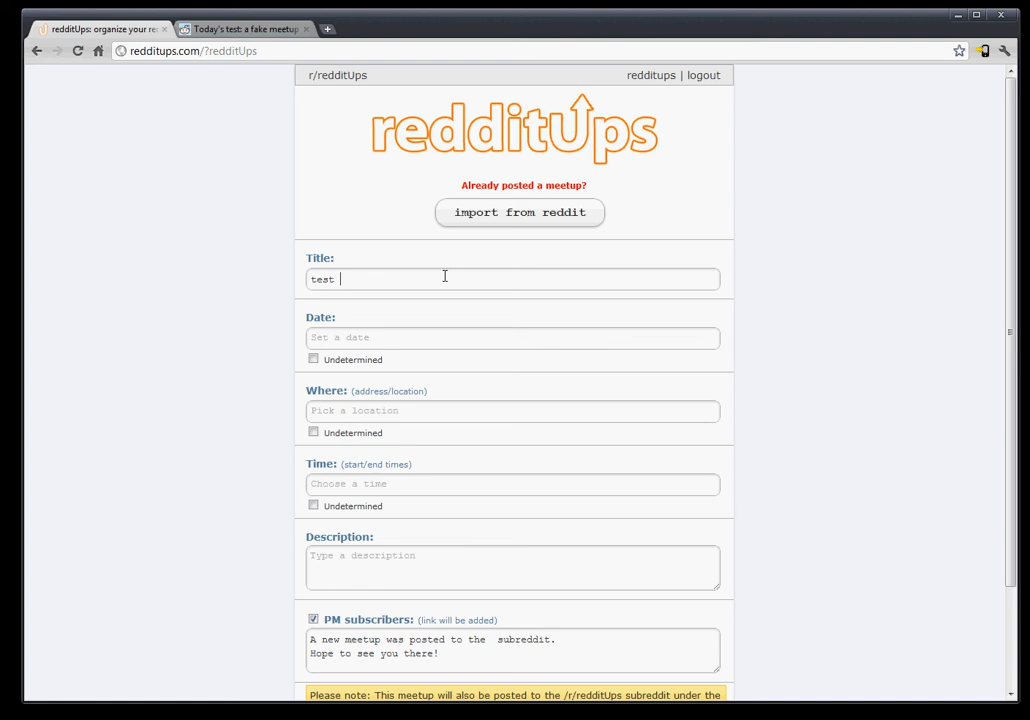 redditUps: organize your re
Today's test: a fake meetup
redditups.com/?redditUps
r/redditUps
redditups | logout
redditUps
Already posted a meetup?
import from reddit
Title:
test
Date:
Set a date
Undetermined
Where: (address/location)
Pick a location
Undetermined
Time: (start/end times)
Choose a time
Undetermined
Description:
Type a description
PM subscribers: (link will be added)
A new meetup was posted to the  subreddit.
Hope to see you there!
Please note: This meetup will also be posted to the /r/redditUps subreddit under the